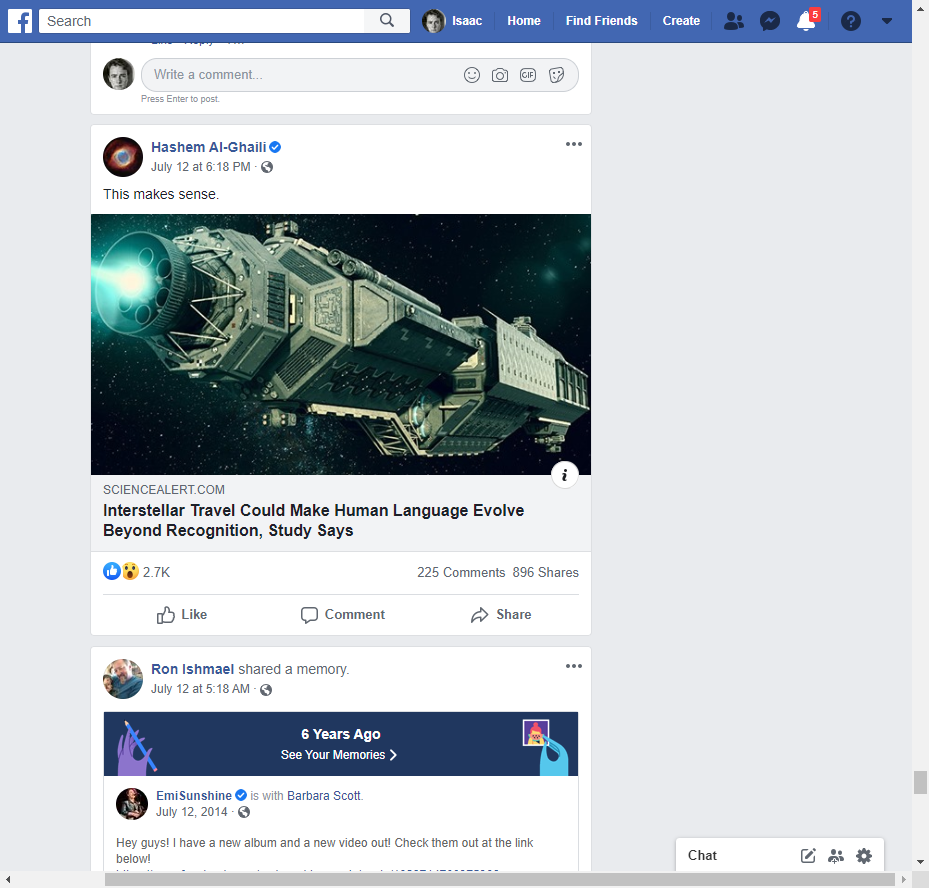 Search
Isaac
Home
Find Friends
Create
5
Write a comment...
GIF
Press Enter to post.
Hashem Al-Ghaili
July 12 at 6:18 PM ·
This makes sense.
SCIENCEALERT.COM
Interstellar Travel Could Make Human Language Evolve
Beyond Recognition, Study Says
2.7K
225 Comments 896 Shares
Like
Comment
Share
Ron Ishmael shared a memory.
July 12 at 5:18 AM ·
6 Years Ago
See Your Memories
EmiSunshine is with Barbara Scott.
July 12, 2014 ·
Hey guys! I have a new album and a new video out! Check them out at the link
below!
Chat